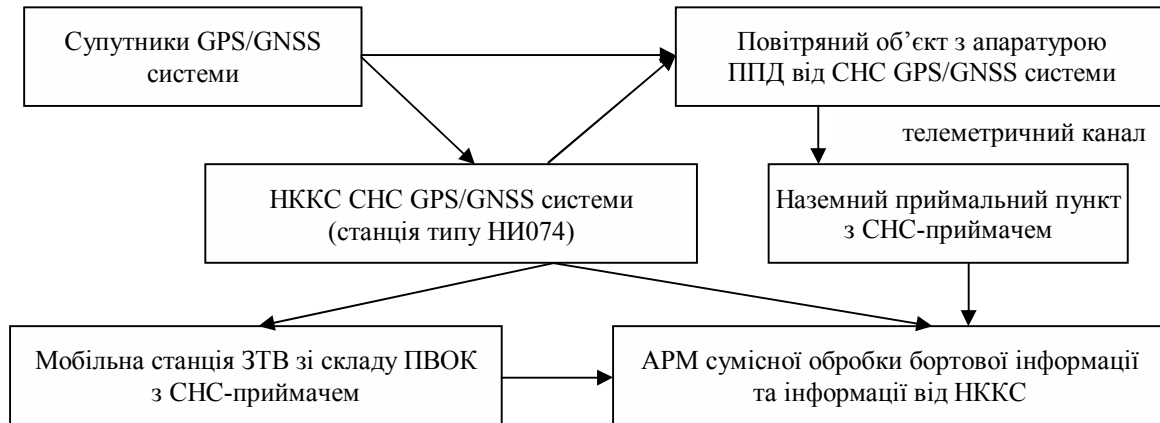 Супутники GPS/GNSS
системи
Повітряний об’єкт з апаратурою
ППД від СНС GPS/GNSS системи
телеметричний канал
НККС СНС GPS/GNSS системи
(станція типу НИ074)
Наземний приймальний пункт
з СНС-приймачем
Мобільна станція ЗТВ зі складу ПВОК
з СНС-приймачем
АРМ сумісної обробки бортової інформації
та інформації від НККС